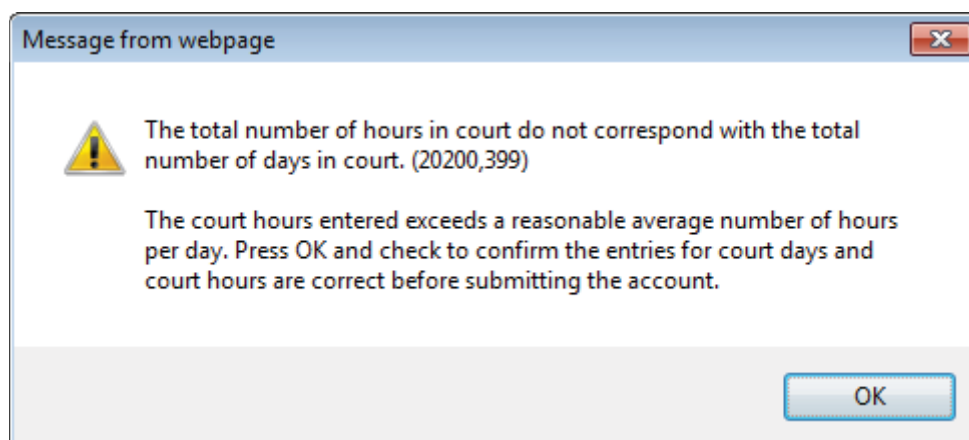 Message from webpage
The total number of hours in court do not correspond with the total
number of days in court. (20200,399)
The court hours entered exceeds a reasonable average number of hours
per day. Press OK and check to confirm the entries for court days and
court hours are correct before submitting the account.
OK